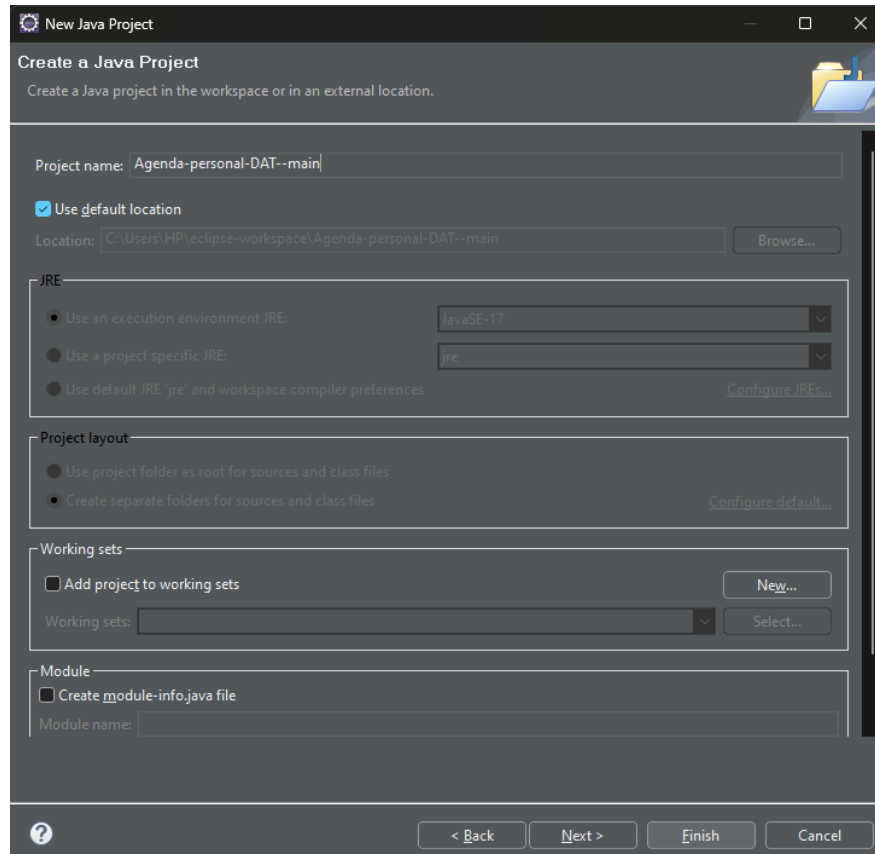 New Java Project
Create a Java Project
Create a Java project in the workspace or in an external location.
Project name: Agenda-personal-DAT--main
Use default location
Location: C:\Users\HP\eclipse-workspace\Agenda-personal-DAT--main Browse...
JRE
Use an execution environment JRE: JavaSE-17
Use a project specific JRE: jre
Use default JRE 'jre' and workspace compiler preferences Configure JREs...
Project layout
Use project folder as root for sources and class files
Create separate folders for sources and class files Configure default...
Working sets
Add project to working sets New...
Working sets: Select...
Module
Create module-info.java file
Module name:
? < Back Next > Finish Cancel